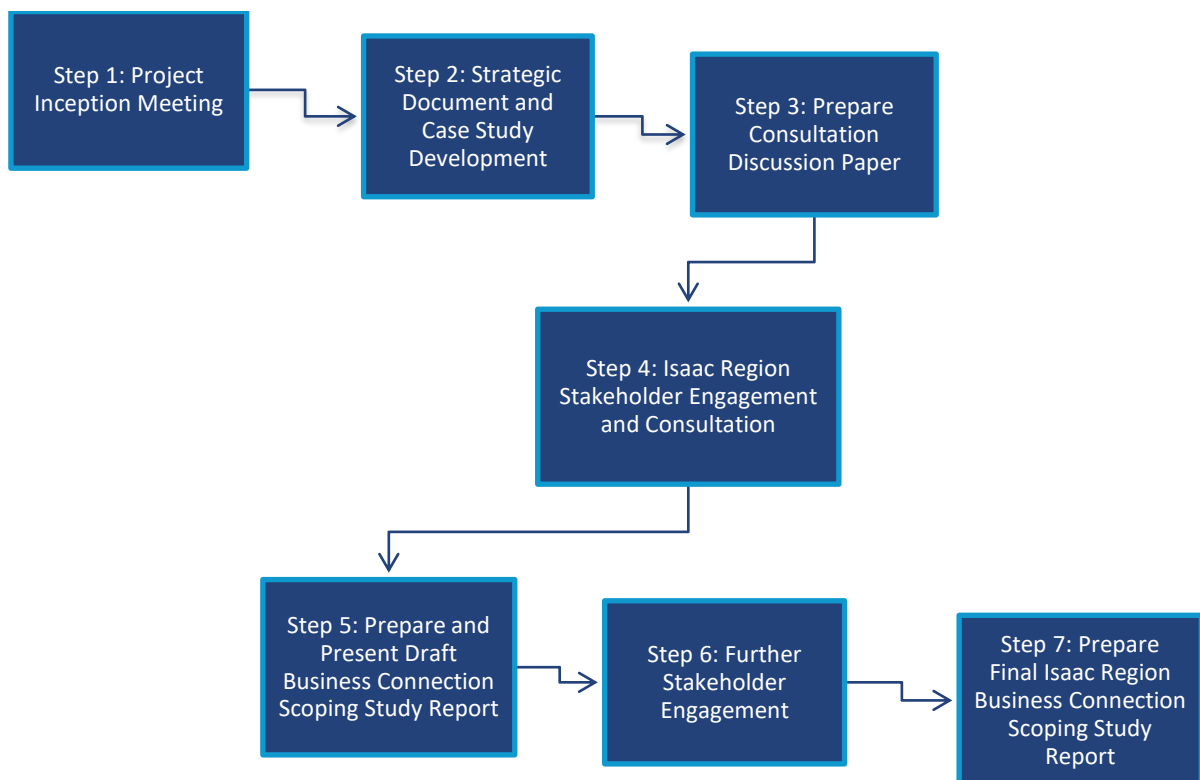 Step 1: Project
Inception Meeting
Step 2: Strategic
Document and
Case Study
Development
Step 3: Prepare
Consultation
Discussion Paper
Step 4: Isaac Region
Stakeholder Engagement
and Consultation
Step 5: Prepare and
Present Draft
Business Connection
Scoping Study Report
Step 6: Further
Stakeholder
Engagement
Step 7: Prepare
Final Isaac Region
Business Connection
Scoping Study
Report